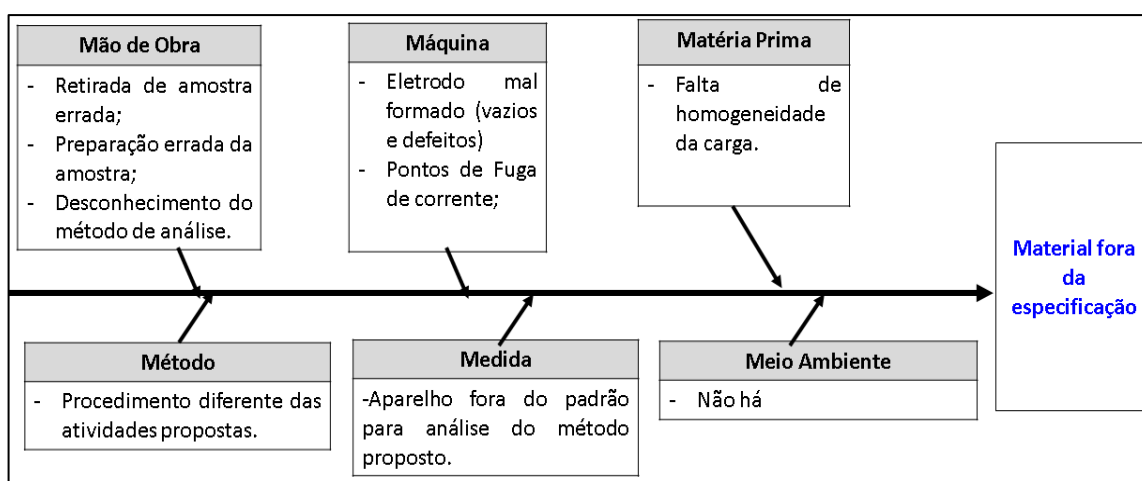 Mão de Obra
- Retirada de amostra
errada;
- Preparação errada da
amostra;
- Desconhecimento do
método de análise.
Máquina
- Eletrodo mal
formado (vazios
e defeitos)
- Pontos de Fuga
de corrente;
Matéria Prima
- Falta de
homogeneidade
da carga.
Material fora
da
especificação
Método
- Procedimento diferente das
atividades propostas.
Medida
-Aparelho fora do padrão
para análise do método
proposto.
Meio Ambiente
- Não há